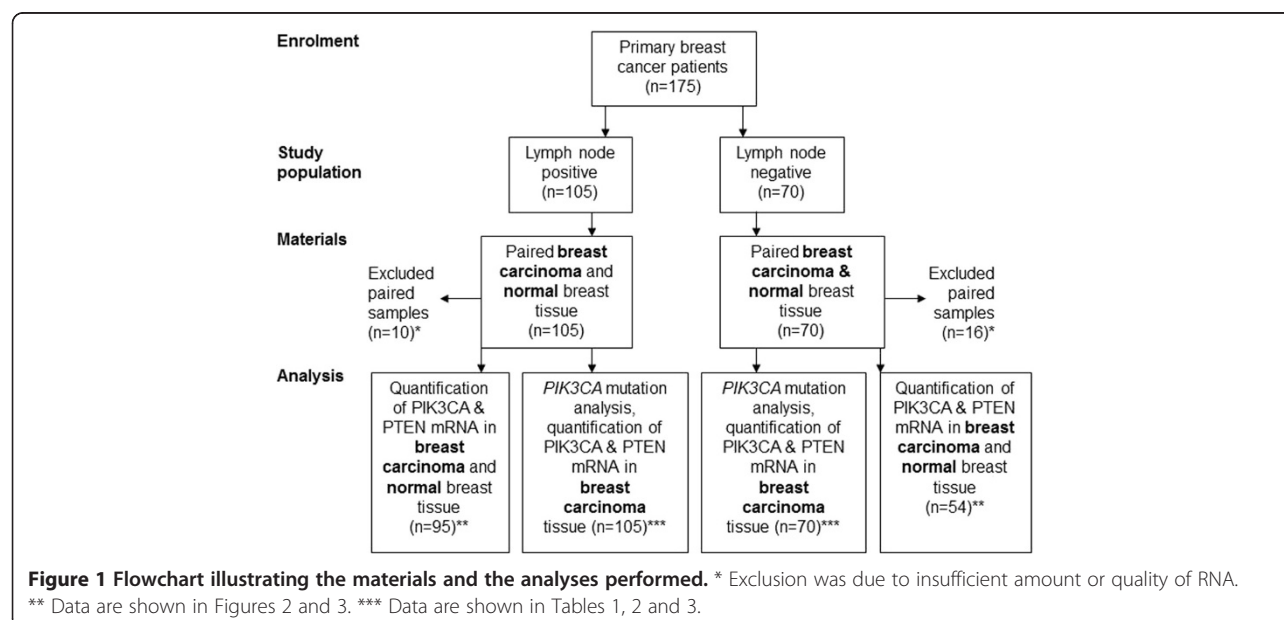 Enrolment
Primary breast
cancer patients
(n=175)
Study
population
Lymph node
positive
(n=105)
Lymph node
negative
(n=70)
Materials
Excluded
paired
samples
(n=10)*
Paired breast
carcinoma and
normal breast
tissue
(n=105)
Paired breast
carcinoma & normal breast
tissue
(n=70)
Excluded
paired
samples
(n=16)*
Analysis
Quantification
of PIK3CA &
PTEN mRNA in
breast
carcinoma and
normal breast
tissue
(n=95)**
PIK3CA mutation
analysis,
quantification of
PIK3CA & PTEN
mRNA in
breast
carcinoma
tissue (n=105)***
PIK3CA mutation
analysis,
quantification of
PIK3CA & PTEN
mRNA in
breast
carcinoma
tissue (n=70)***
Quantification of
PIK3CA & PTEN
mRNA in breast
carcinoma and
normal breast
tissue
(n=54)**
Figure 1 Flowchart illustrating the materials and the analyses performed. * Exclusion was due to insufficient amount or quality of RNA.
** Data are shown in Figures 2 and 3. *** Data are shown in Tables 1, 2 and 3.